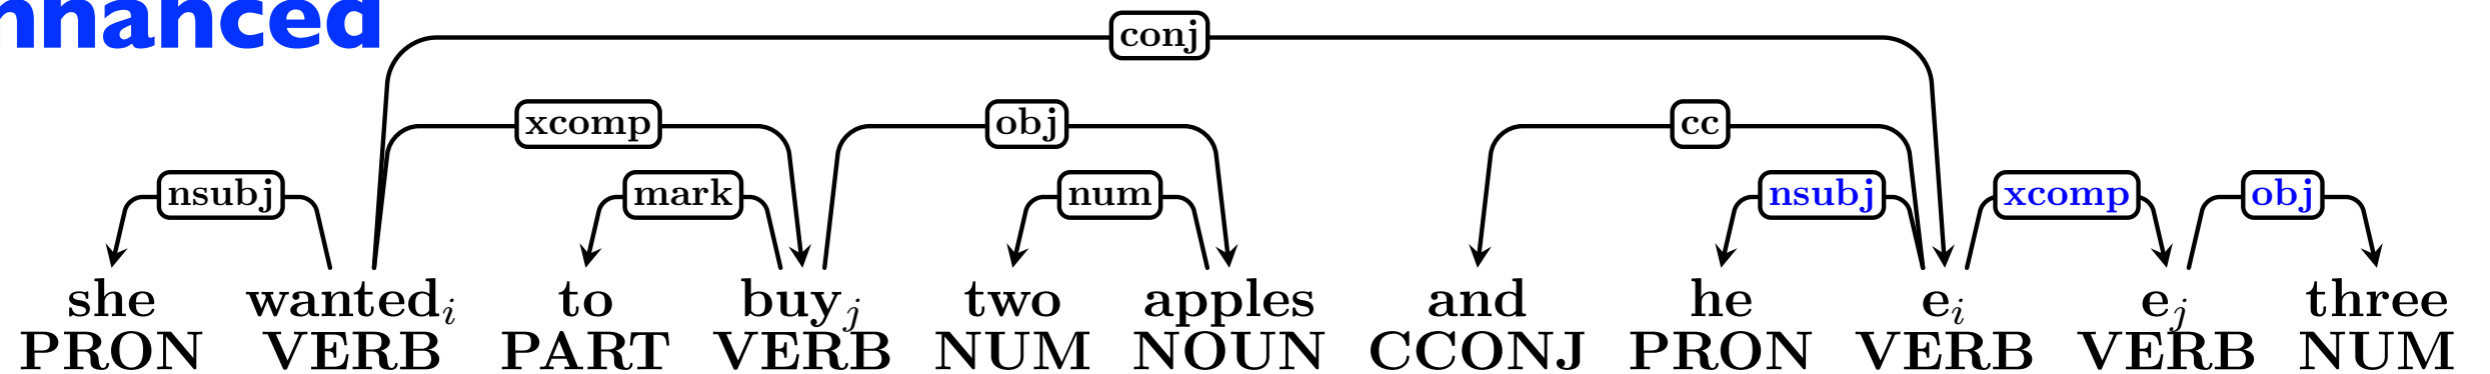 nhanced
conj
xcomp obj cc
nsubj mark num nsubj xcomp obj
she wantedᵢ to buyⱼ two apples and he eᵢ eⱼ three
PRON VERB PART VERB NUM NOUN CCONJ PRON VERB VERB NUM